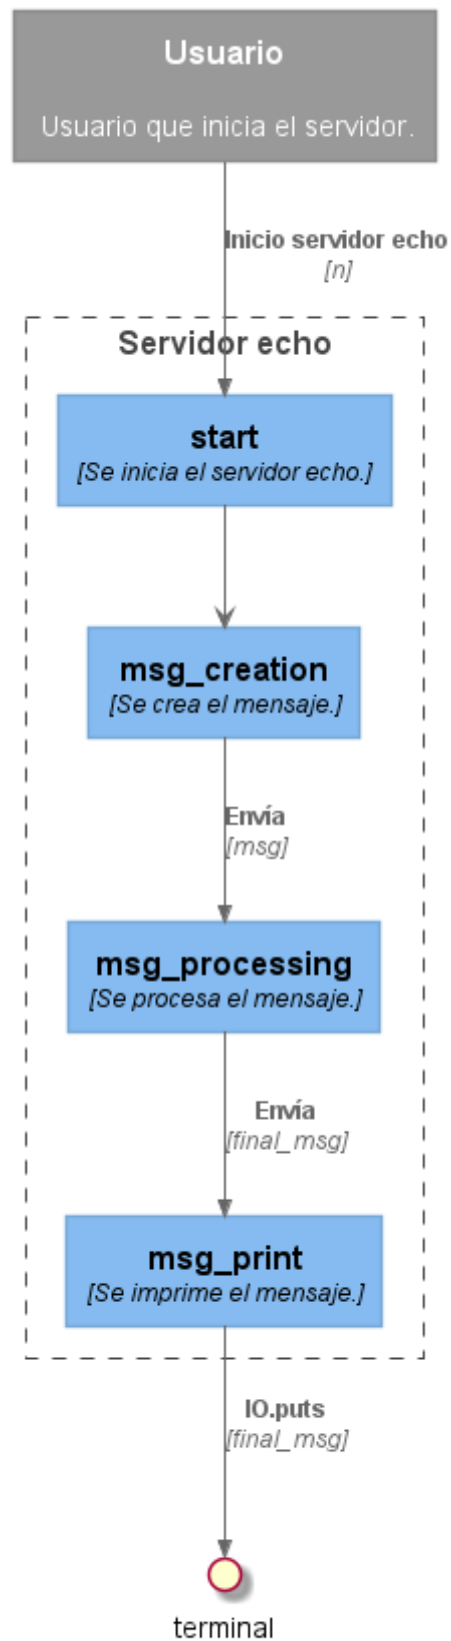 Usuario
Usuario que inicia el servidor.
Inicio servidor echo
[n]
Servidor echo
start
[Se inicia el servidor echo.]
msg_creation
[Se crea el mensaje.]
Envía
[msg]
msg_processing
[Se procesa el mensaje.]
Envía
[final_msg]
msg_print
[Se imprime el mensaje.]
IO.puts
[final_msg]
terminal